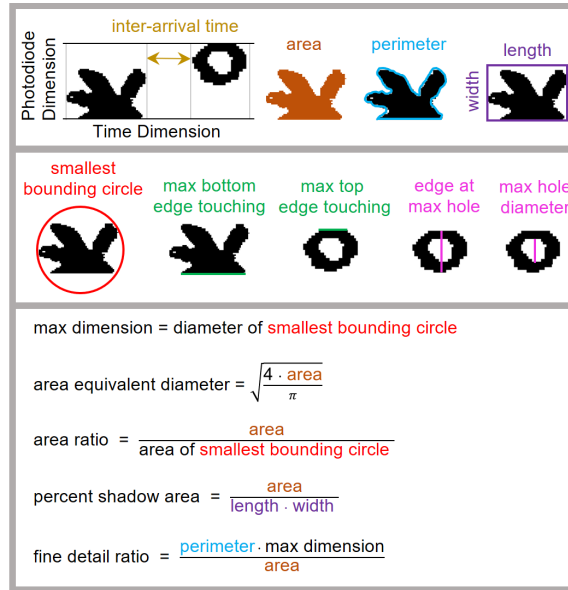 inter-arrival time
Photodiode
Dimension
Time Dimension
area
perimeter
length
width
smallest
bounding circle
max bottom
edge touching
max top
edge touching
edge at
max hole
max hole
diameter
max dimension = diameter of smallest bounding circle
area equivalent diameter = √(4 · area / π)
area ratio = area / area of smallest bounding circle
percent shadow area = area / length · width
fine detail ratio = perimeter · max dimension / area